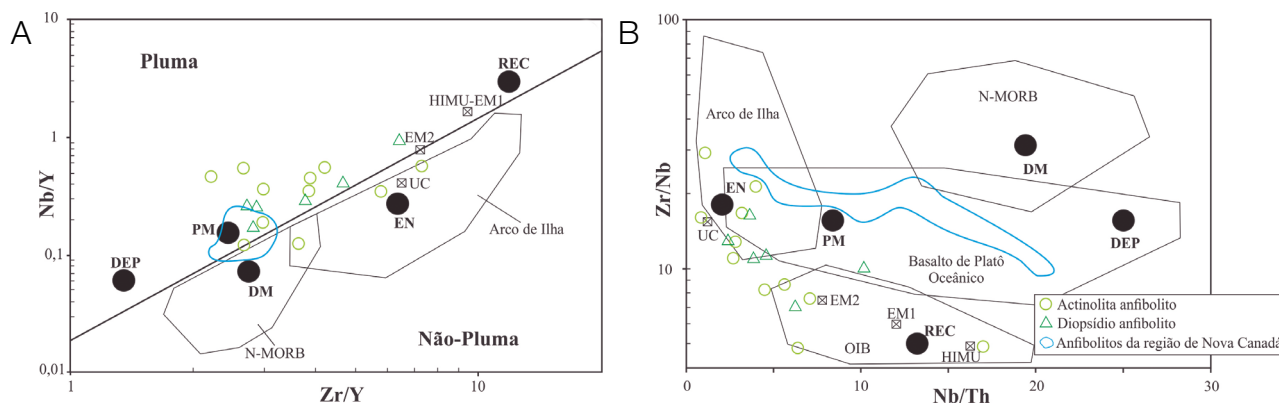 A
10
1
0,1
0,01
Nb/Y
Pluma
REC
HIMU-EM1
EM2
UC
EN
Arco de Ilha
PM
DEP
DM
Não-Pluma
N-MORB
1
10
Zr/Y
B
100
10
Zr/Nb
Arco de Ilha
N-MORB
DM
EN
UC
PM
DEP
Basalto de Platô
Oceânico
EM2
EM1
REC
OIB
HIMU
Actinolita anfibolito
Diopsídio anfibolito
Anfibolitos da região de Nova Canadá
0
10
20
30
Nb/Th